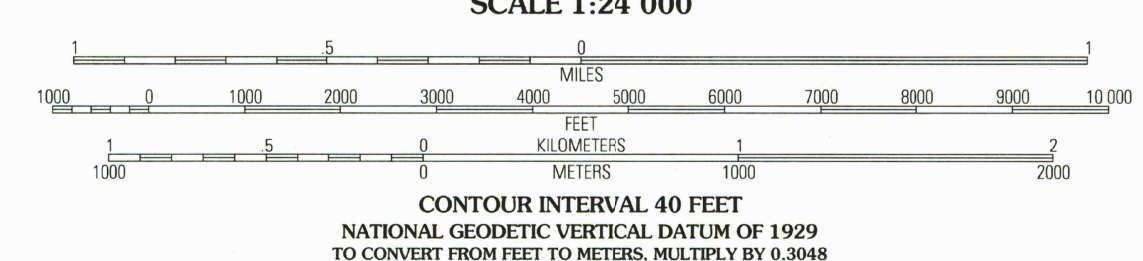 SCALE 1:24 000
1 .5 0 1
MILES
1000 0 1000 2000 3000 4000 5000 6000 7000 8000 9000 10 000
FEET
1 .5 0 KILOMETERS 1 2
1000 0 METERS 1000 2000
CONTOUR INTERVAL 40 FEET
NATIONAL GEODETIC VERTICAL DATUM OF 1929
TO CONVERT FROM FEET TO METERS, MULTIPLY BY 0.3048